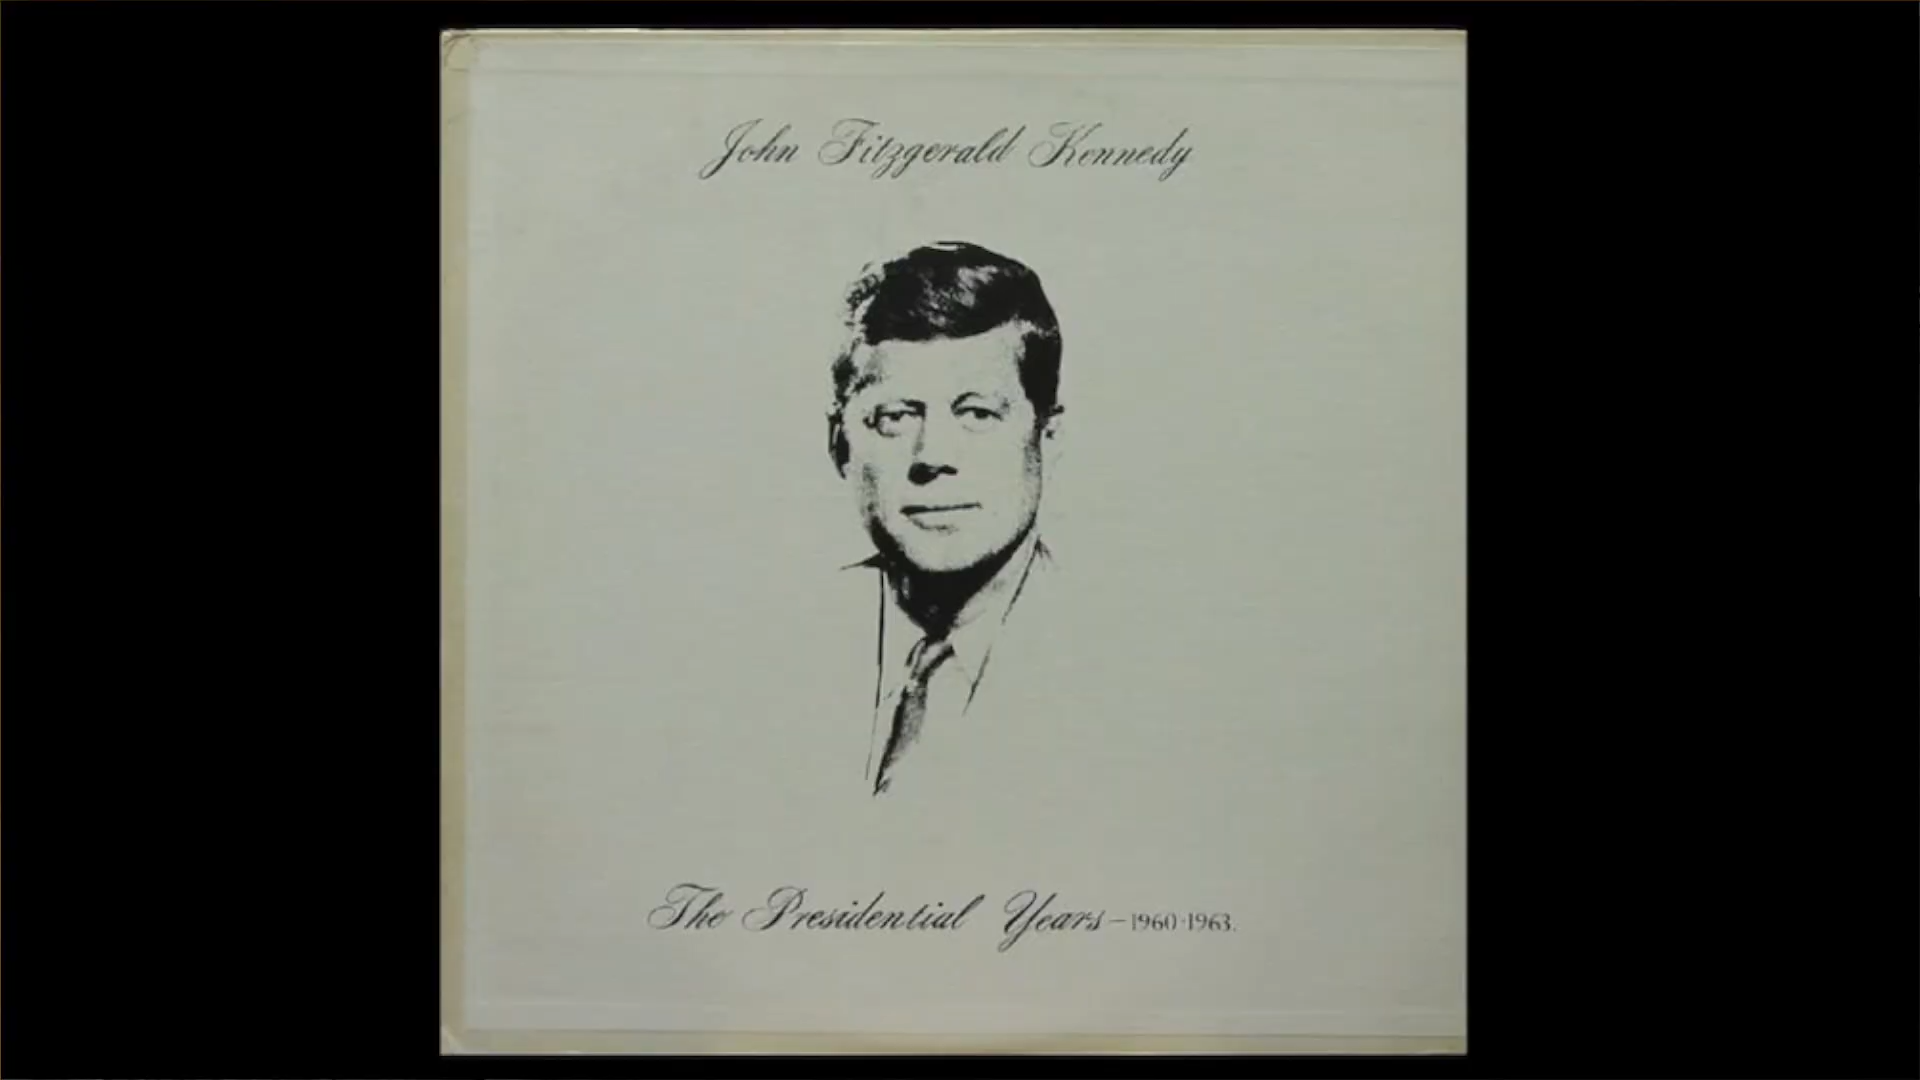 John Fitzgerald Kennedy
The Presidential Years – 1960-1963.